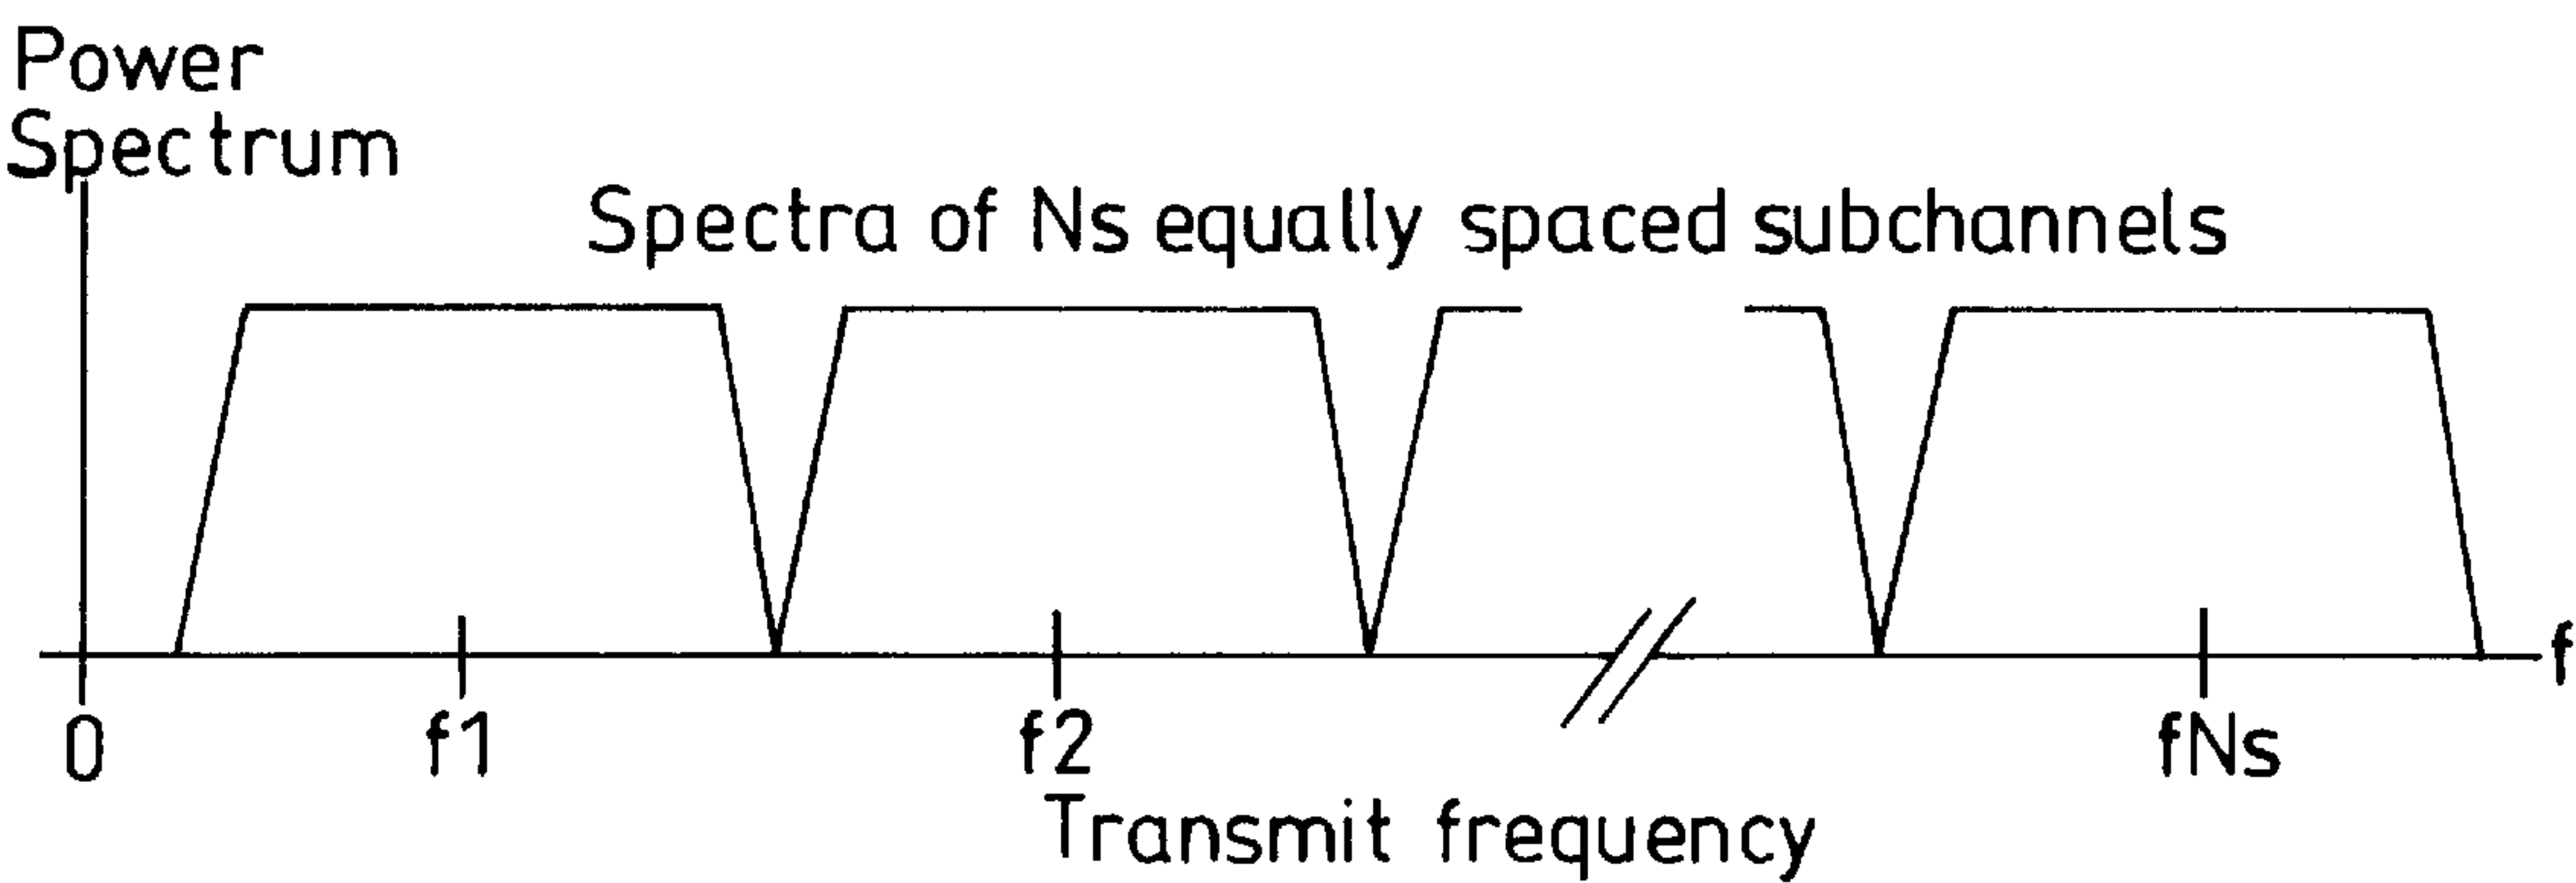 Power
Spectrum
Spectra of Ns equally spaced subchannels
f
0
f1
f2
fNs
Transmit frequency